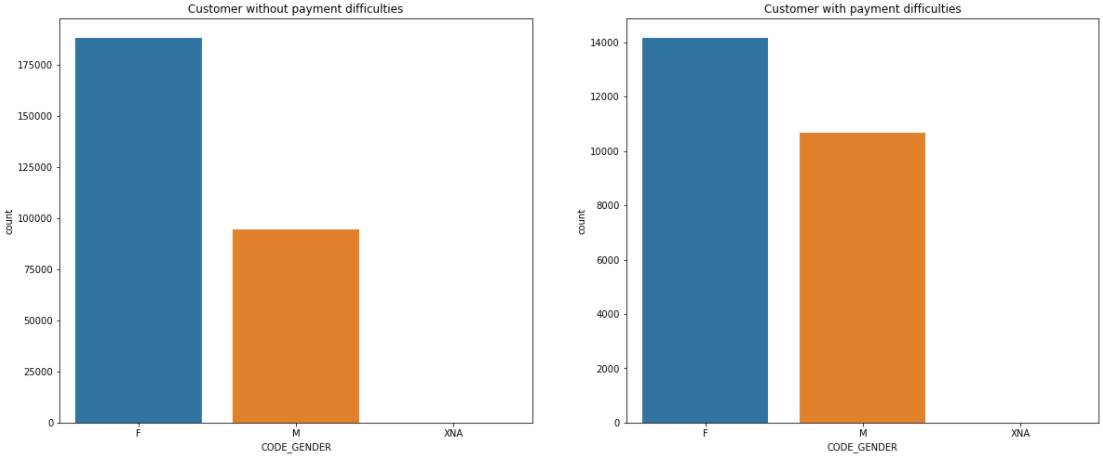 Customer without payment difficulties
175000
150000
125000
100000
75000
50000
25000
0
count
F M XNA
CODE_GENDER
Customer with payment difficulties
14000
12000
10000
8000
6000
4000
2000
0
count
F M XNA
CODE_GENDER